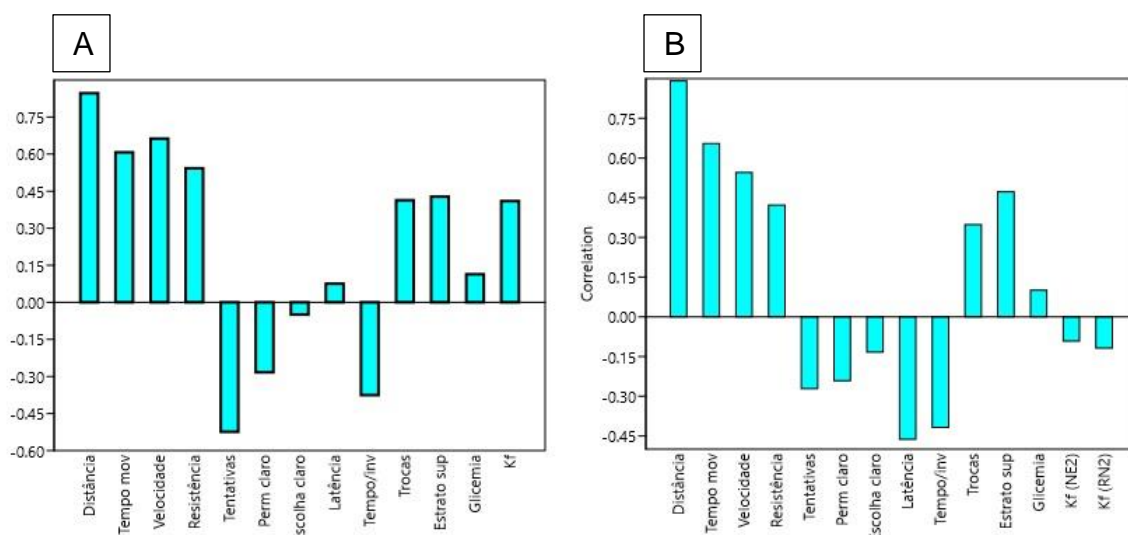 A
0.75
0.60
0.45
0.30
0.15
0.00
-0.15
-0.30
-0.45
-0.60
Distância
Tempo mov
Velocidade
Resistência
Tentativas
Perm claro
Escolha claro
Latência
Tempo/inv
Trocas
Estrato sup
Glicemia
Kf
B
Correlation
0.75
0.60
0.45
0.30
0.15
0.00
-0.15
-0.30
-0.45
Distância
Tempo mov
Velocidade
Resistência
Tentativas
Perm claro
Escolha claro
Latência
Tempo/inv
Trocas
Estrato sup
Glicemia
Kf (NE2)
Kf (RN2)